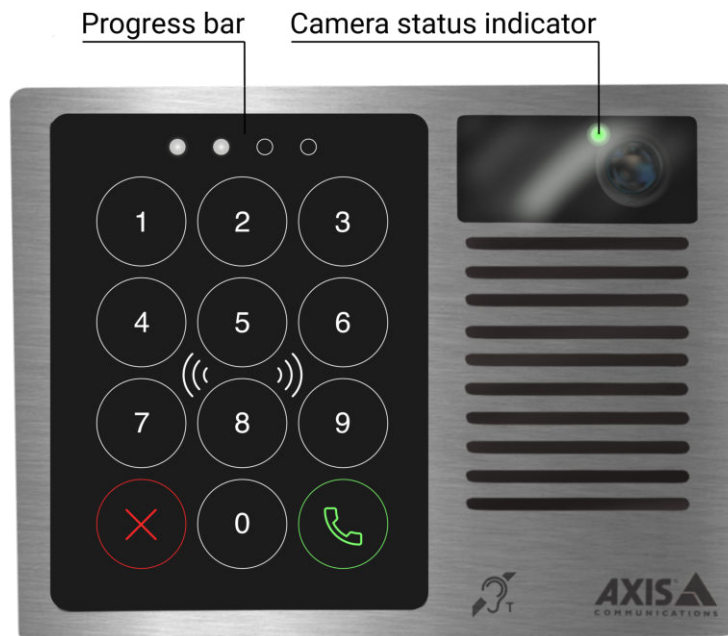 Progress bar
Camera status indicator
1 2 3
4 5 6
7 8 9
0
T
AXIS
COMMUNICATIONS